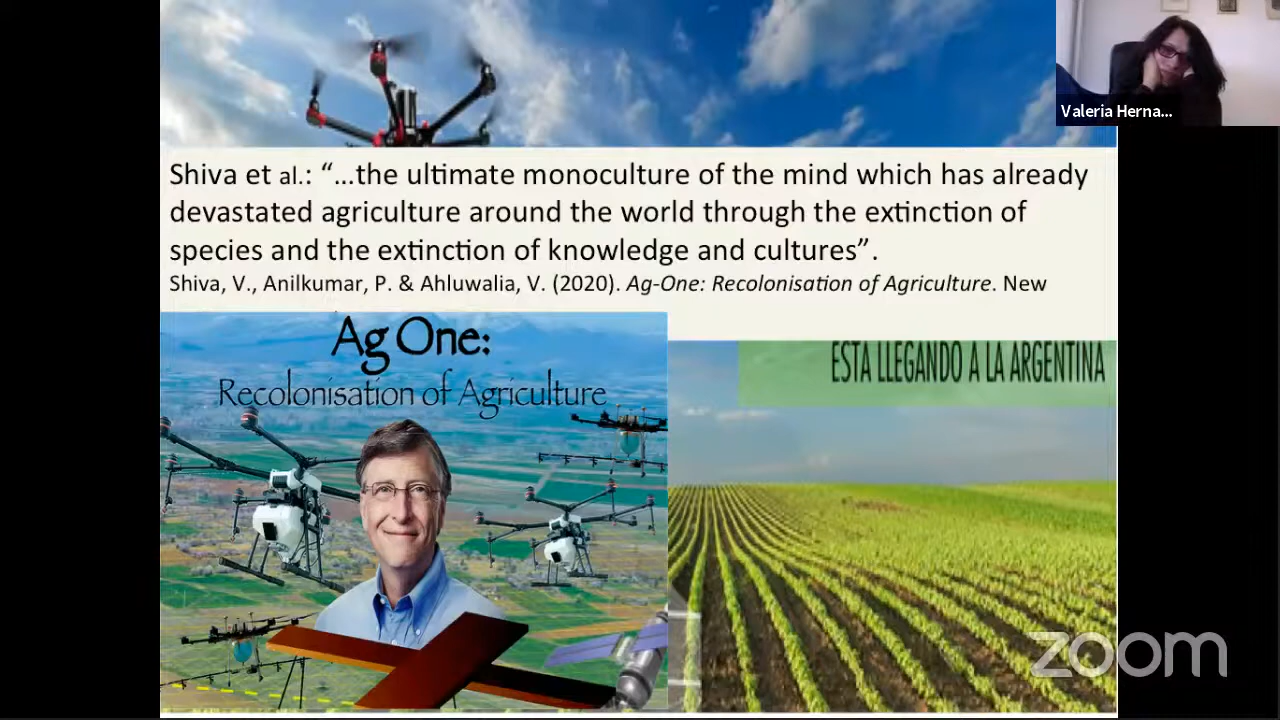 Valeria Herna...
Shiva et al.: “...the ultimate monoculture of the mind which has already
devastated agriculture around the world through the extinction of
species and the extinction of knowledge and cultures”.
Shiva, V., Anilkumar, P. & Ahluwalia, V. (2020). Ag-One: Recolonisation of Agriculture. New
Ag One:
Recolonisation of Agriculture
ESTA LLEGANDO A LA ARGENTINA
zoom